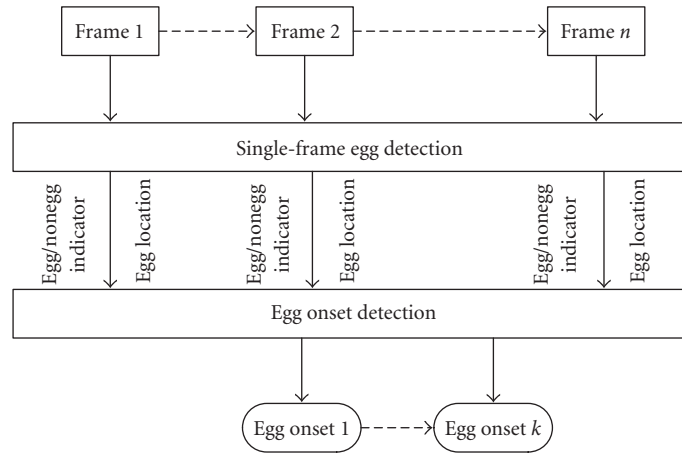 Frame 1
Frame 2
Frame n
Single-frame egg detection
Egg/nonegg
indicator
Egg location
Egg/nonegg
indicator
Egg location
Egg/nonegg
indicator
Egg location
Egg onset detection
Egg onset 1
Egg onset k